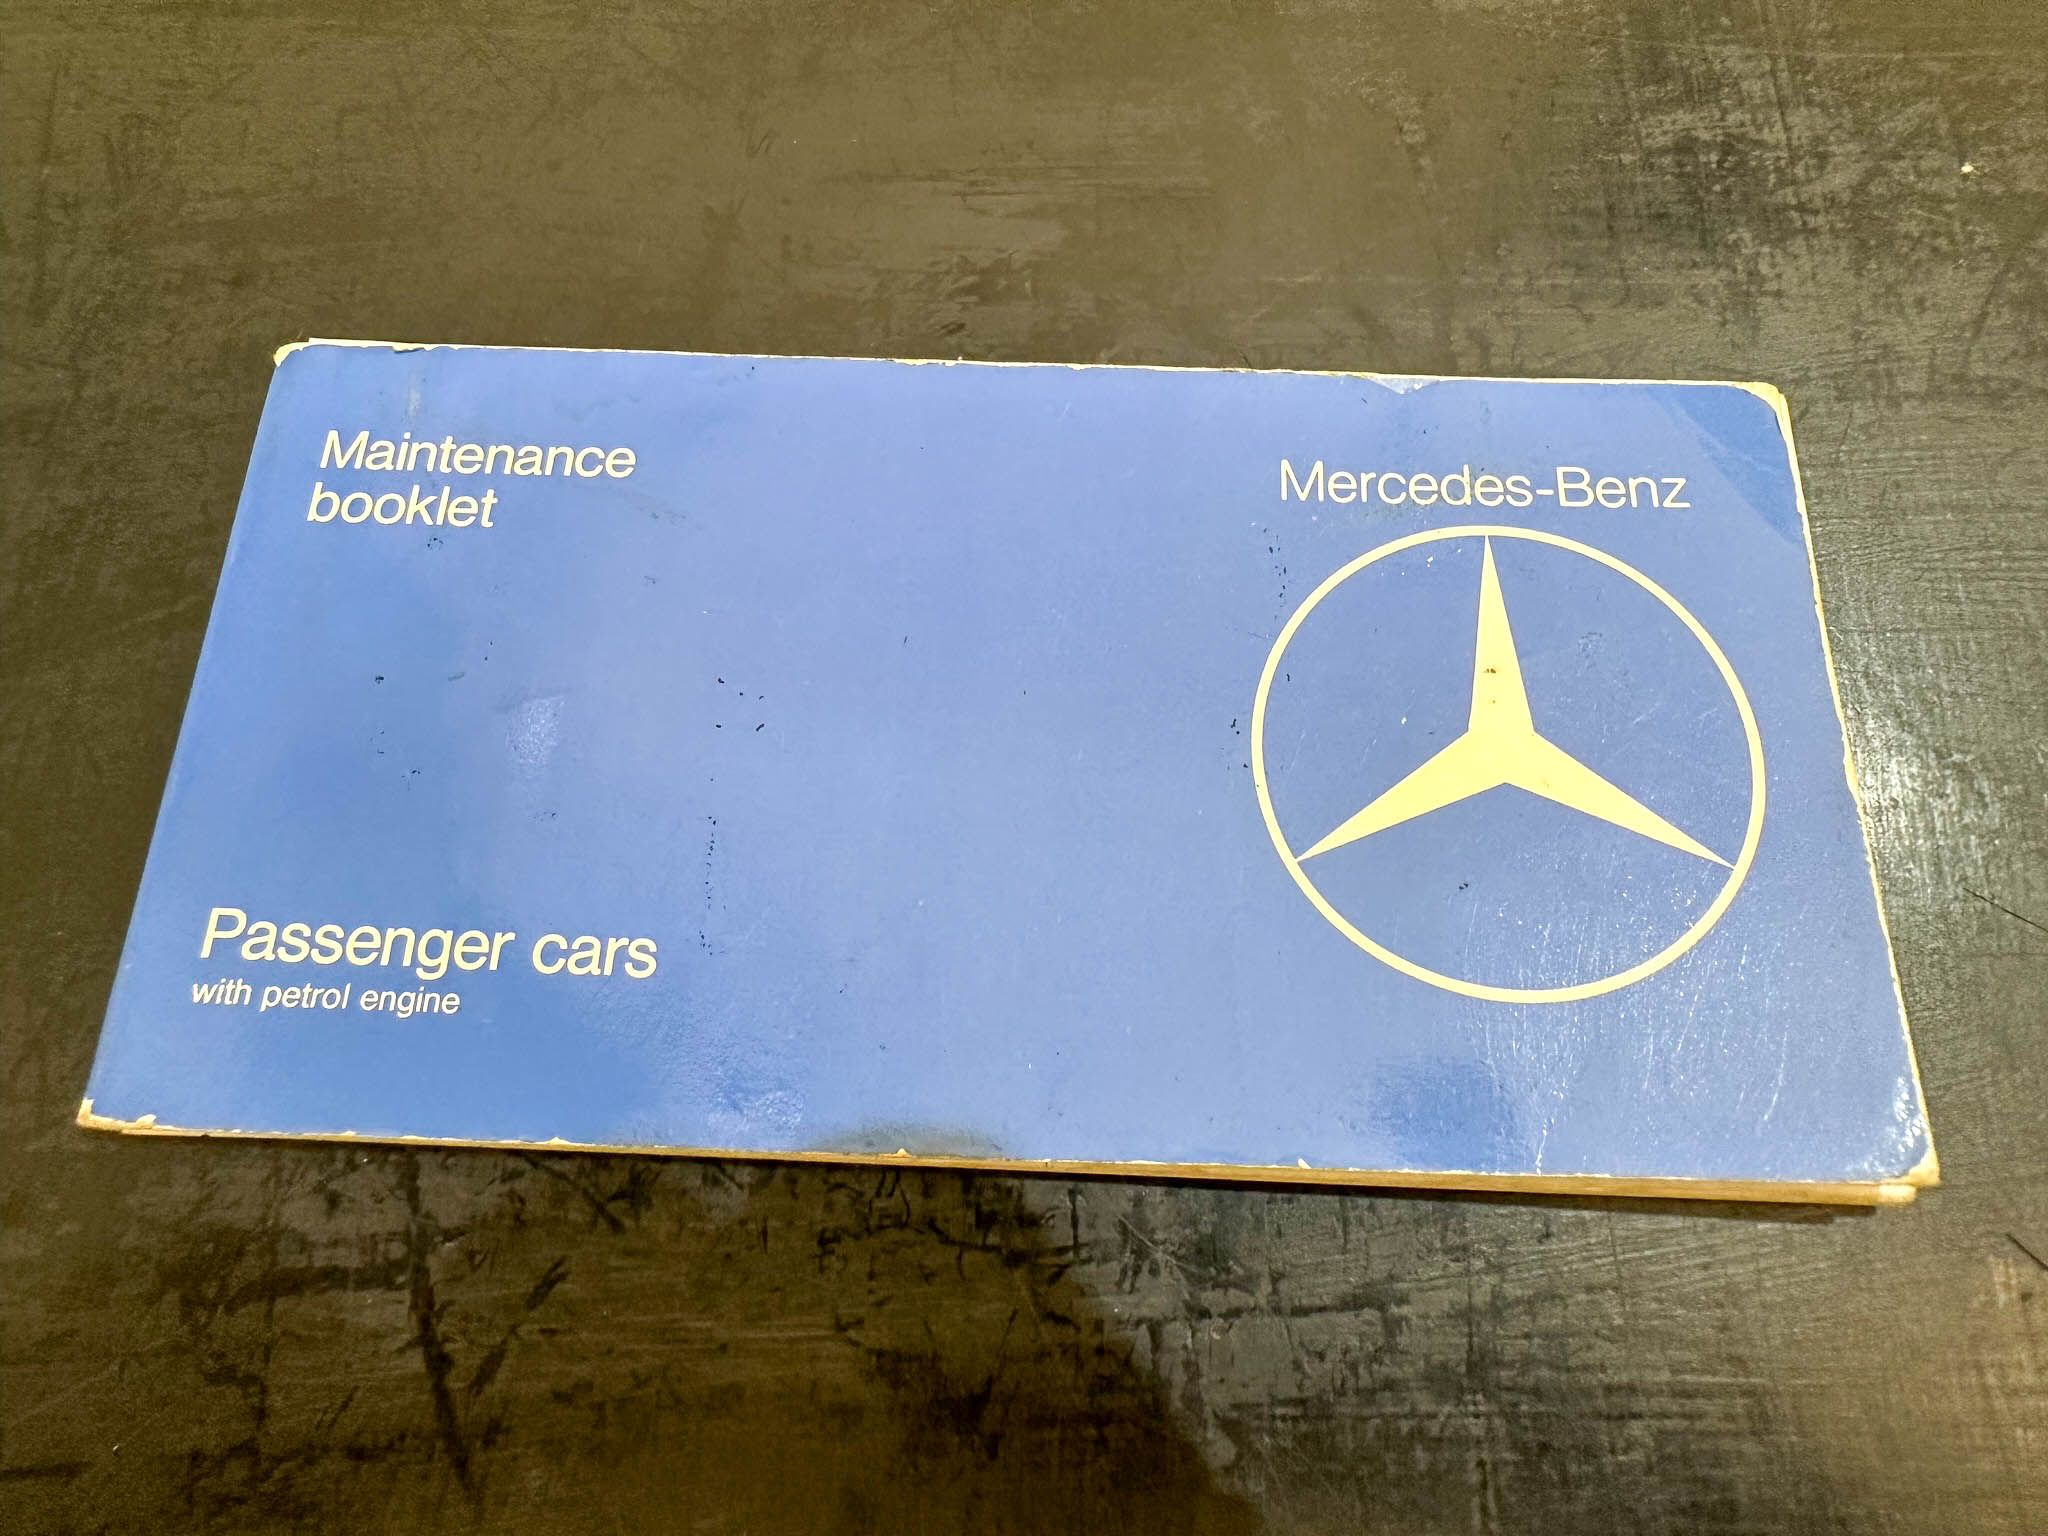 Maintenance
booklet
Mercedes-Benz
Passenger cars
with petrol engine